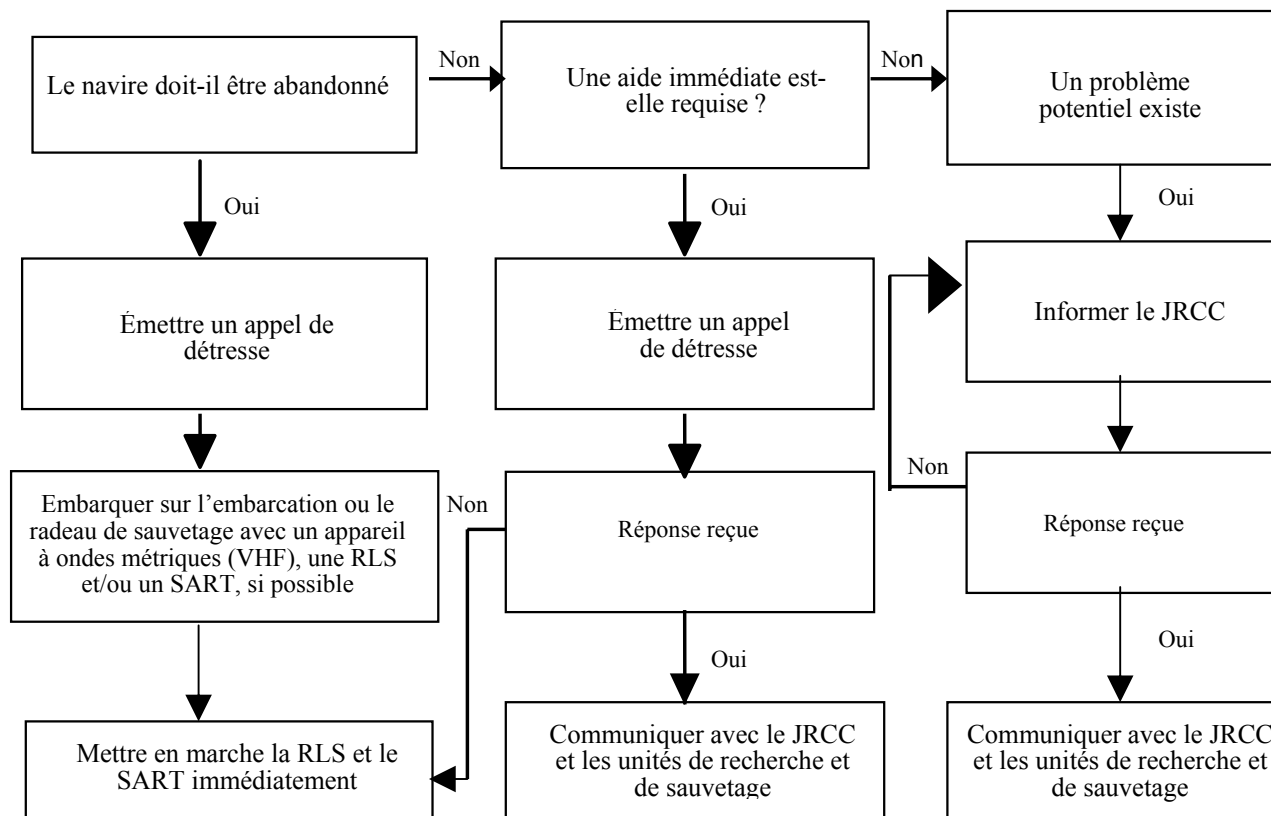 Le navire doit-il être abandonné
Non
Une aide immédiate est-
elle requise ?
Non
Un problème
potentiel existe
Oui
Oui
Oui
Émettre un appel de
détresse
Émettre un appel
de détresse
Informer le JRCC
Embarquer sur l’embarcation ou le
radeau de sauvetage avec un appareil
à ondes métriques (VHF), une RLS
et/ou un SART, si possible
Non
Réponse reçue
Non
Réponse reçue
Oui
Oui
Mettre en marche la RLS et le
SART immédiatement
Communiquer avec le JRCC
et les unités de recherche et
de sauvetage
Communiquer avec le JRCC
et les unités de recherche et
de sauvetage